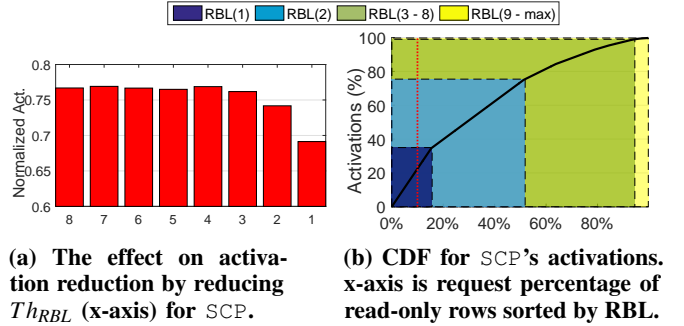 RBL(1) RBL(2) RBL(3 - 8) RBL(9 - max)
Normalized Act.
0.8
0.75
0.7
0.65
0.6
8 7 6 5 4 3 2 1
Activations (%)
100
80
60
40
20
0
0% 20% 40% 60% 80%
(a) The effect on activa-
tion reduction by reducing
Th_RBL (x-axis) for SCP.
(b) CDF for SCP's activations.
x-axis is request percentage of
read-only rows sorted by RBL.